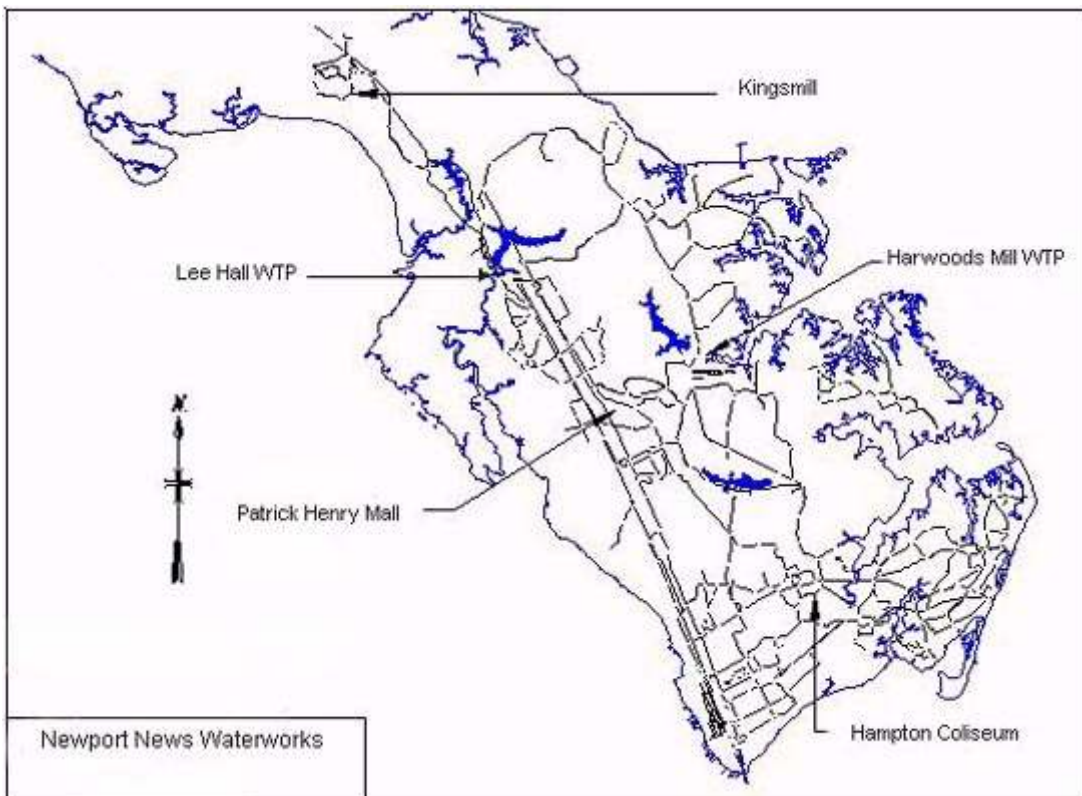 Kingsmill
Lee Hall WTP
Harwoods Mill WTP
Patrick Henry Mall
Hampton Coliseum
Newport News Waterworks
N